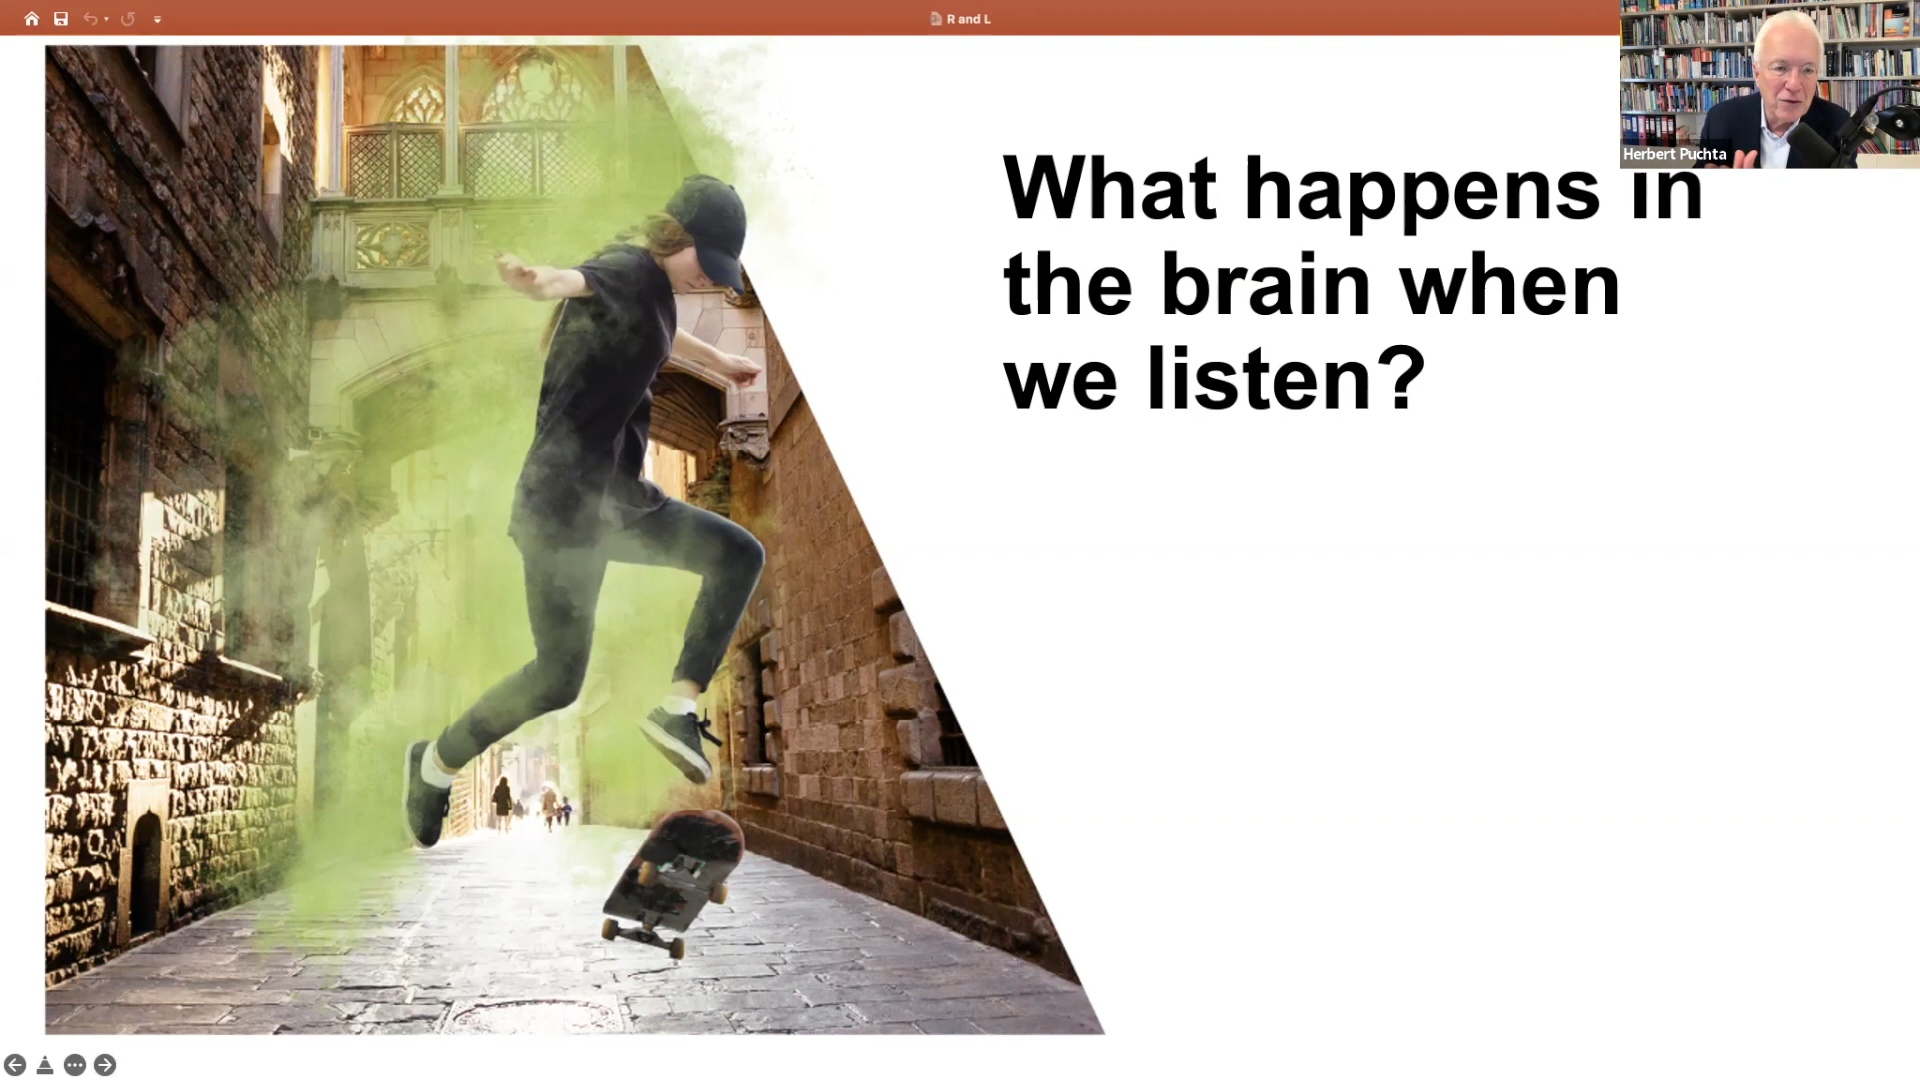 R and L
Herbert Puchta
What happens in
the brain when
we listen?